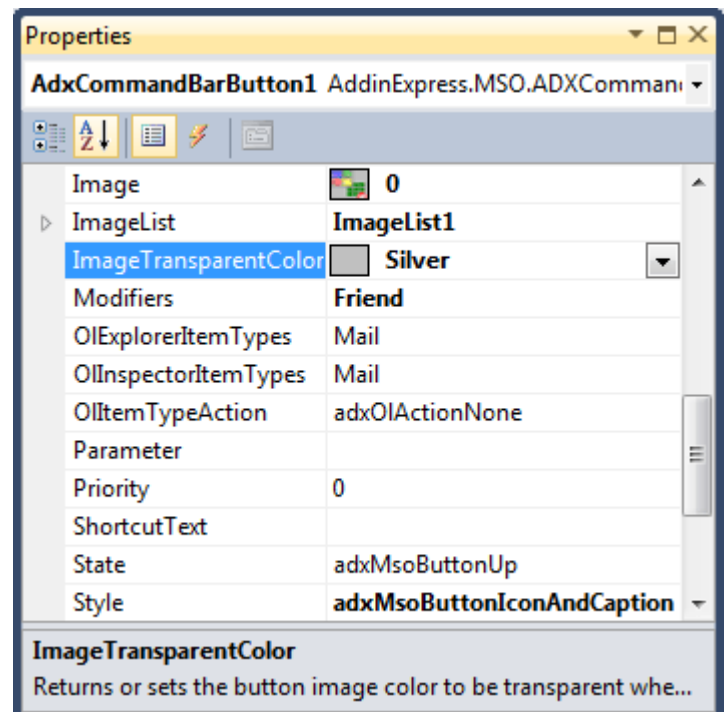 Properties
AdxCommandBarButton1 AddinExpress.MSO.ADXComman
Image 0
ImageList ImageList1
ImageTransparentColor Silver
Modifiers Friend
OlExplorerItemTypes Mail
OlInspectorItemTypes Mail
OlItemTypeAction adxOlActionNone
Parameter
Priority 0
ShortcutText
State adxMsoButtonUp
Style adxMsoButtonIconAndCaption
ImageTransparentColor
Returns or sets the button image color to be transparent whe...